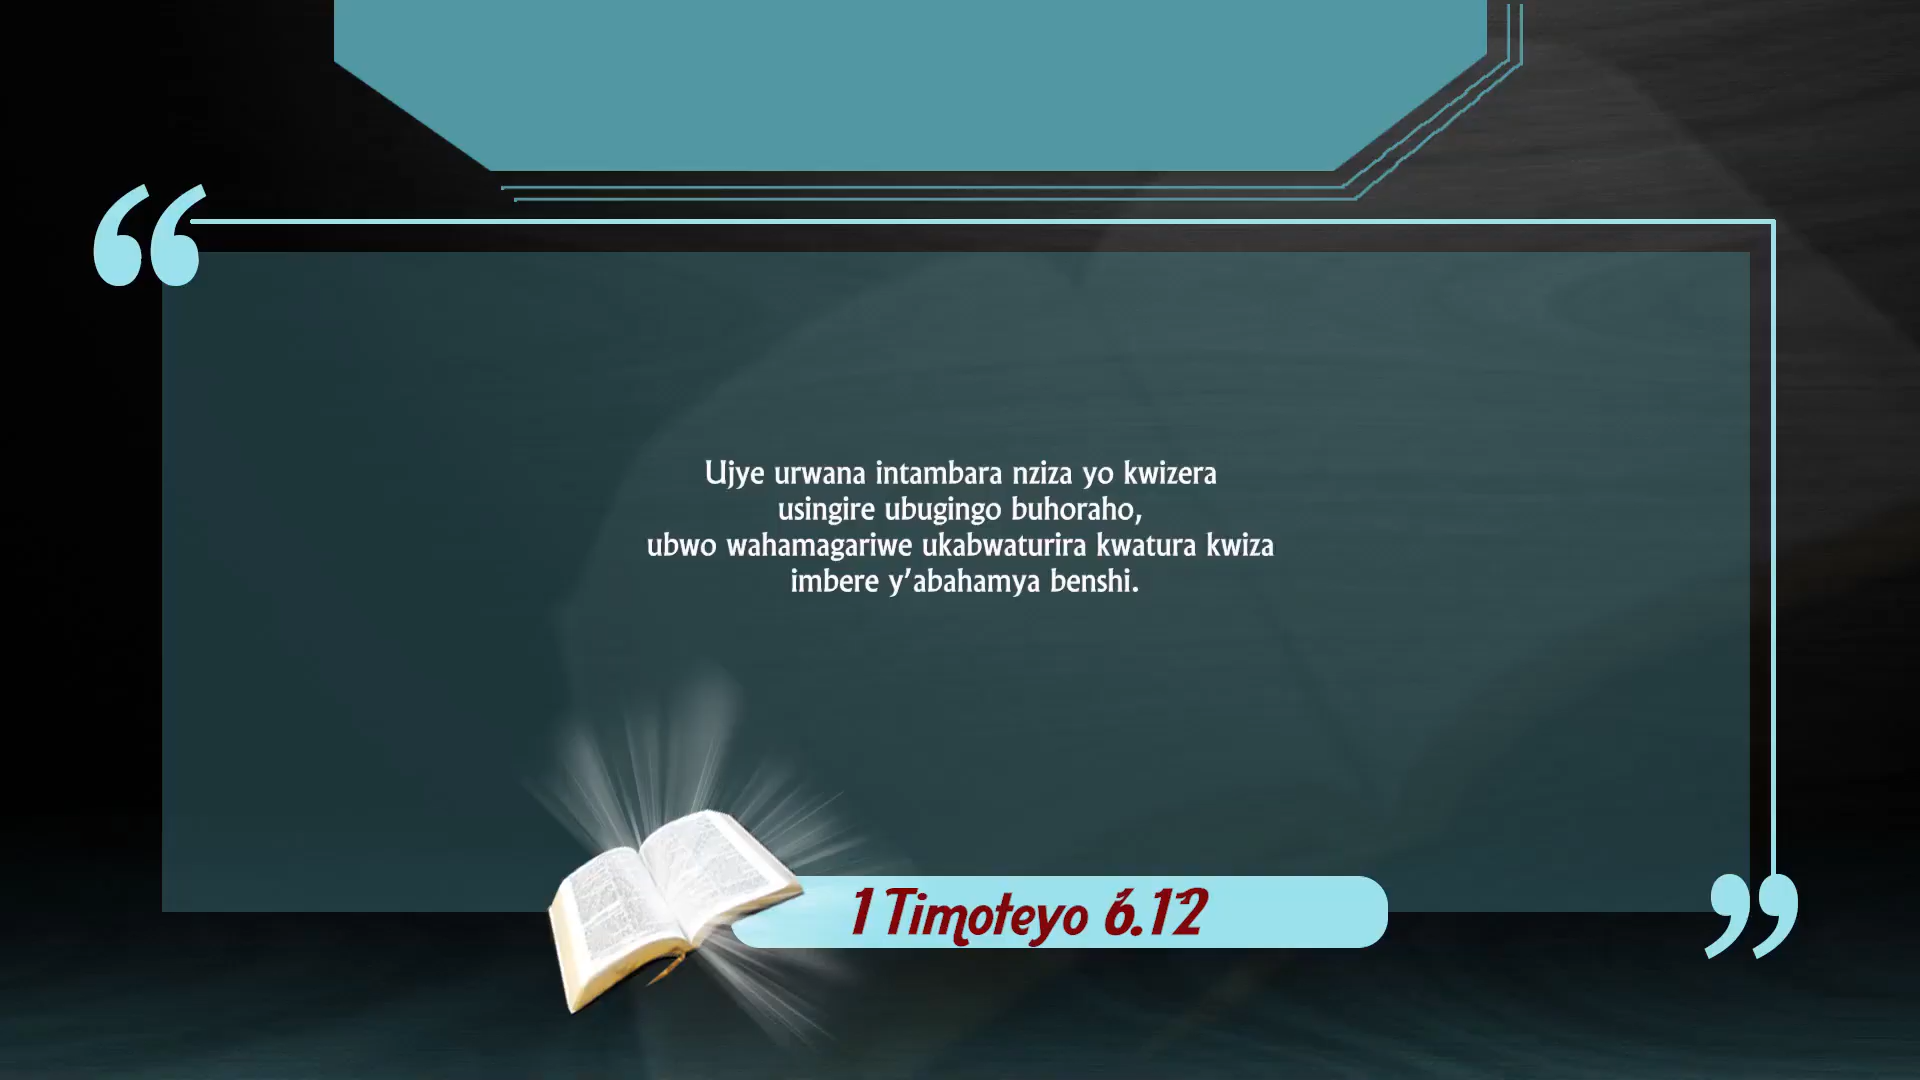 Ujye urwana intambara nziza yo kwizera
usingire ubugingo buhoraho,
ubwo wahamagariwe ukabwaturira kwatura kwiza
imbere y’abahamya benshi.
1 Timoteyo 6.12